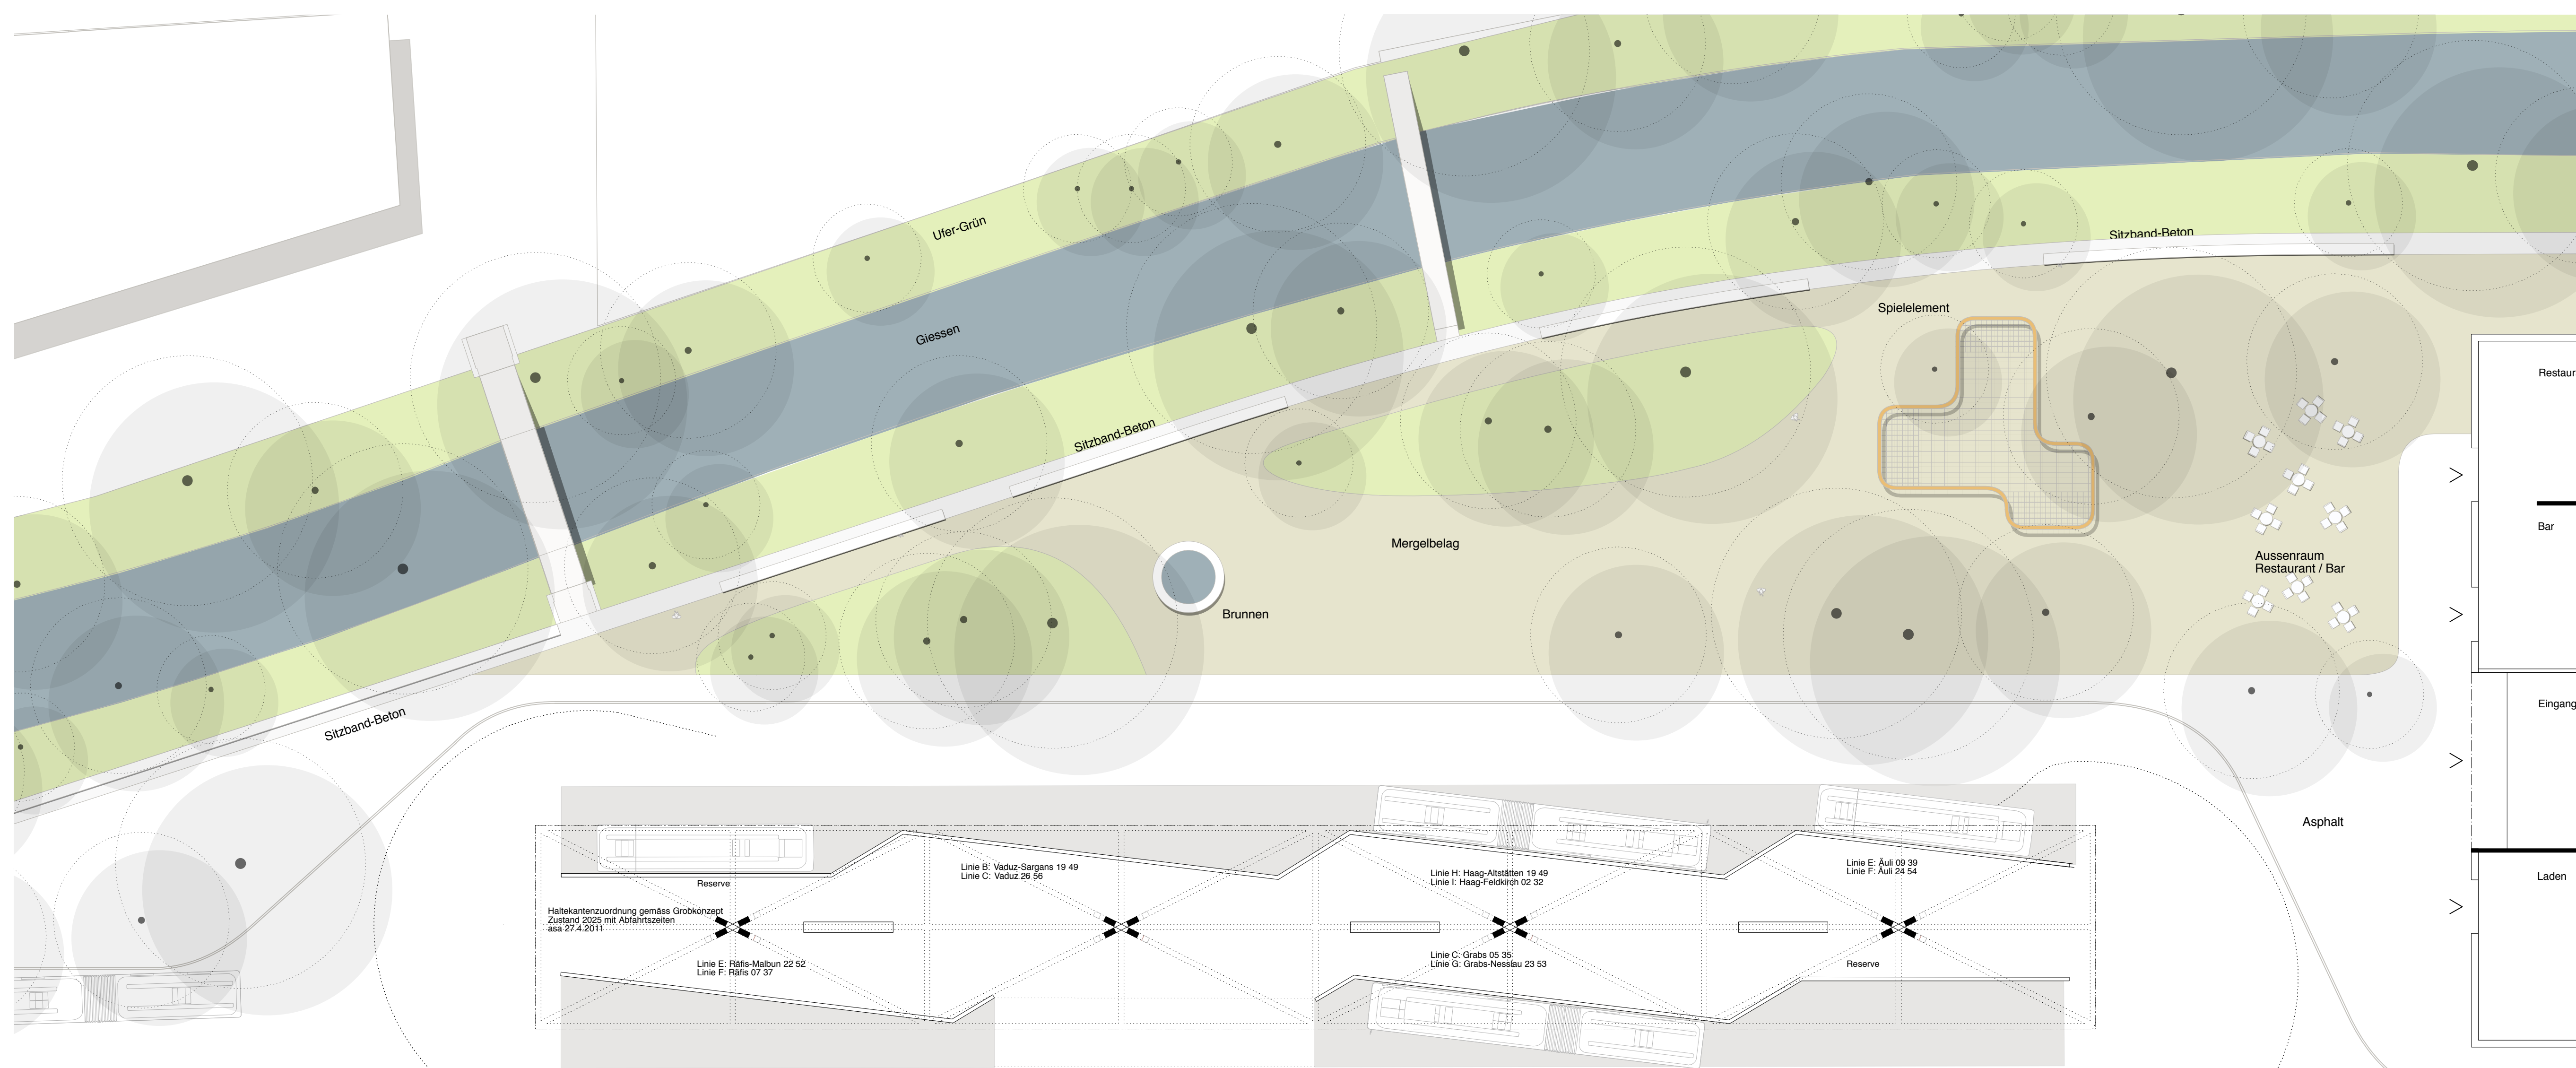 Ufer-Grün
Sitzband-Beton
Giessen
Spielelement
Restaur
Sitzband-Beton
Bar
Mergelbelag
Aussenraum
Restaurant / Bar
Brunnen
Eingang
Sitzband-Beton
Asphalt
Laden
Linie B: Vaduz-Sargans 19 49
Linie C: Vaduz 26 56
Linie H: Haag-Altstätten 19 49
Linie I: Haag-Feldkirch 02 32
Linie E: Äuli 09 39
Linie F: Äuli 24 54
Reserve
Haltekantenzuordnung gemäss Grobkonzept
Zustand 2025 mit Abfahrtszeiten
asa 27.4.2011
Linie E: Räfis-Malbun 22 52
Linie F: Räfis 07 37
Linie C: Grabs 05 35
Linie G: Grabs-Nesslau 23 53
Reserve